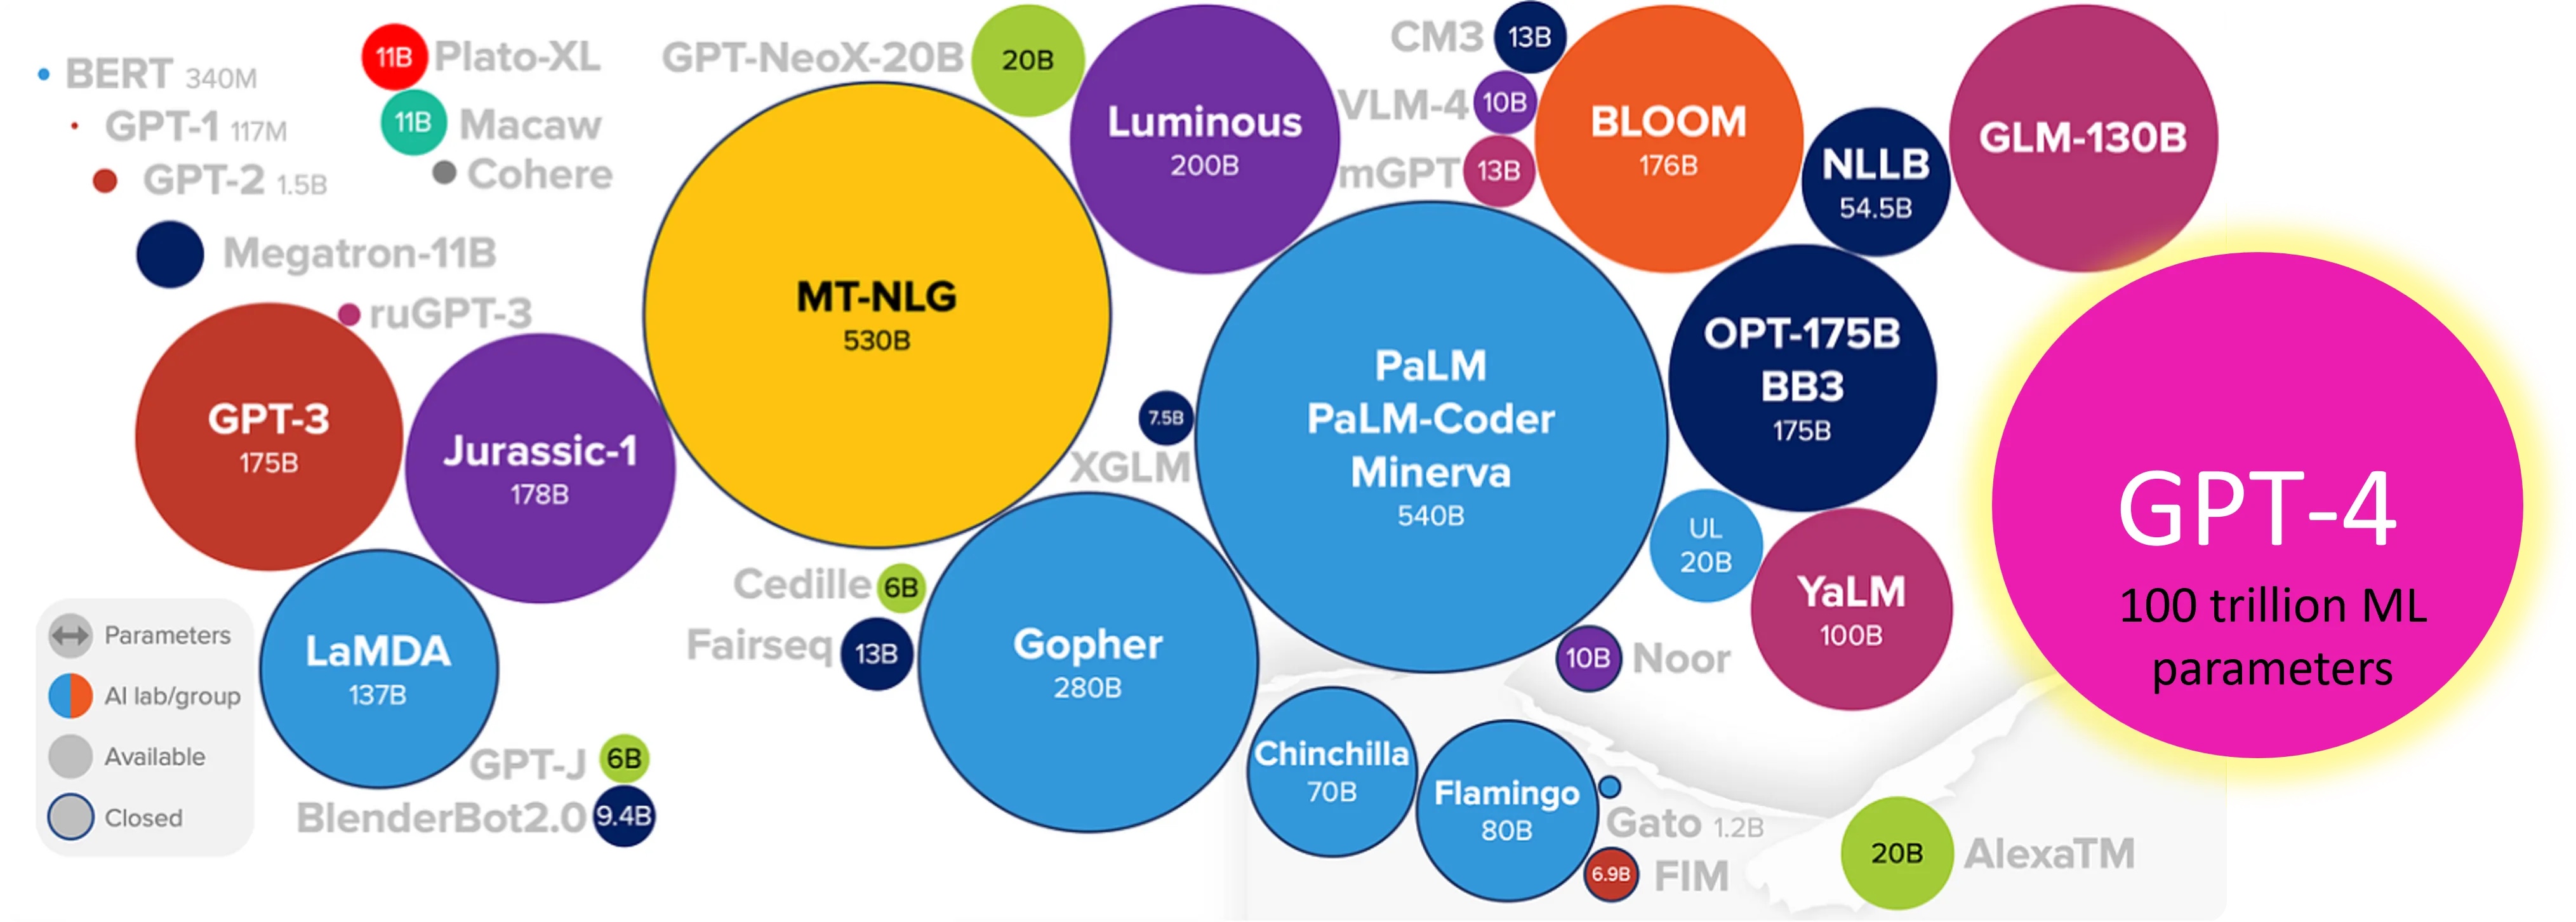 BERT 340M
GPT-1 117M
GPT-2 1.5B
Megatron-11B
11B Plato-XL
11B Macaw
Cohere
ruGPT-3
GPT-3
175B
Jurassic-1
178B
LaMDA
137B
Parameters
AI lab/group
Available
Closed
GPT-J 6B
BlenderBot2.0 9.4B
GPT-NeoX-20B 20B
MT-NLG
530B
Luminous
200B
Cedille 6B
Fairseq 13B
Gopher
280B
7.5B
XGLM
CM3 13B
VLM-4 10B
mGPT 13B
PaLM
PaLM-Coder
Minerva
540B
Chinchilla
70B
Flamingo
80B
Gato 1.2B
6.9B FIM
10B Noor
BLOOM
176B
NLLB
54.5B
GLM-130B
OPT-175B
BB3
175B
UL
20B
YaLM
100B
20B AlexaTM
GPT-4
100 trillion ML
parameters